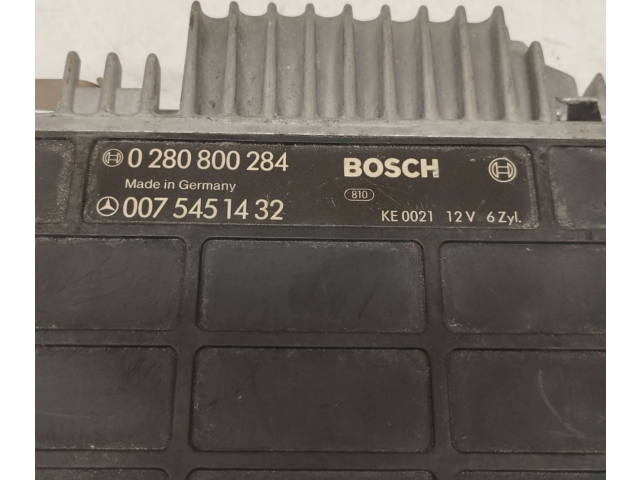 0 280 800 284 BOSCH
Made in Germany 810
007 545 14 32 KE 0021 12 V 6 Zyl.